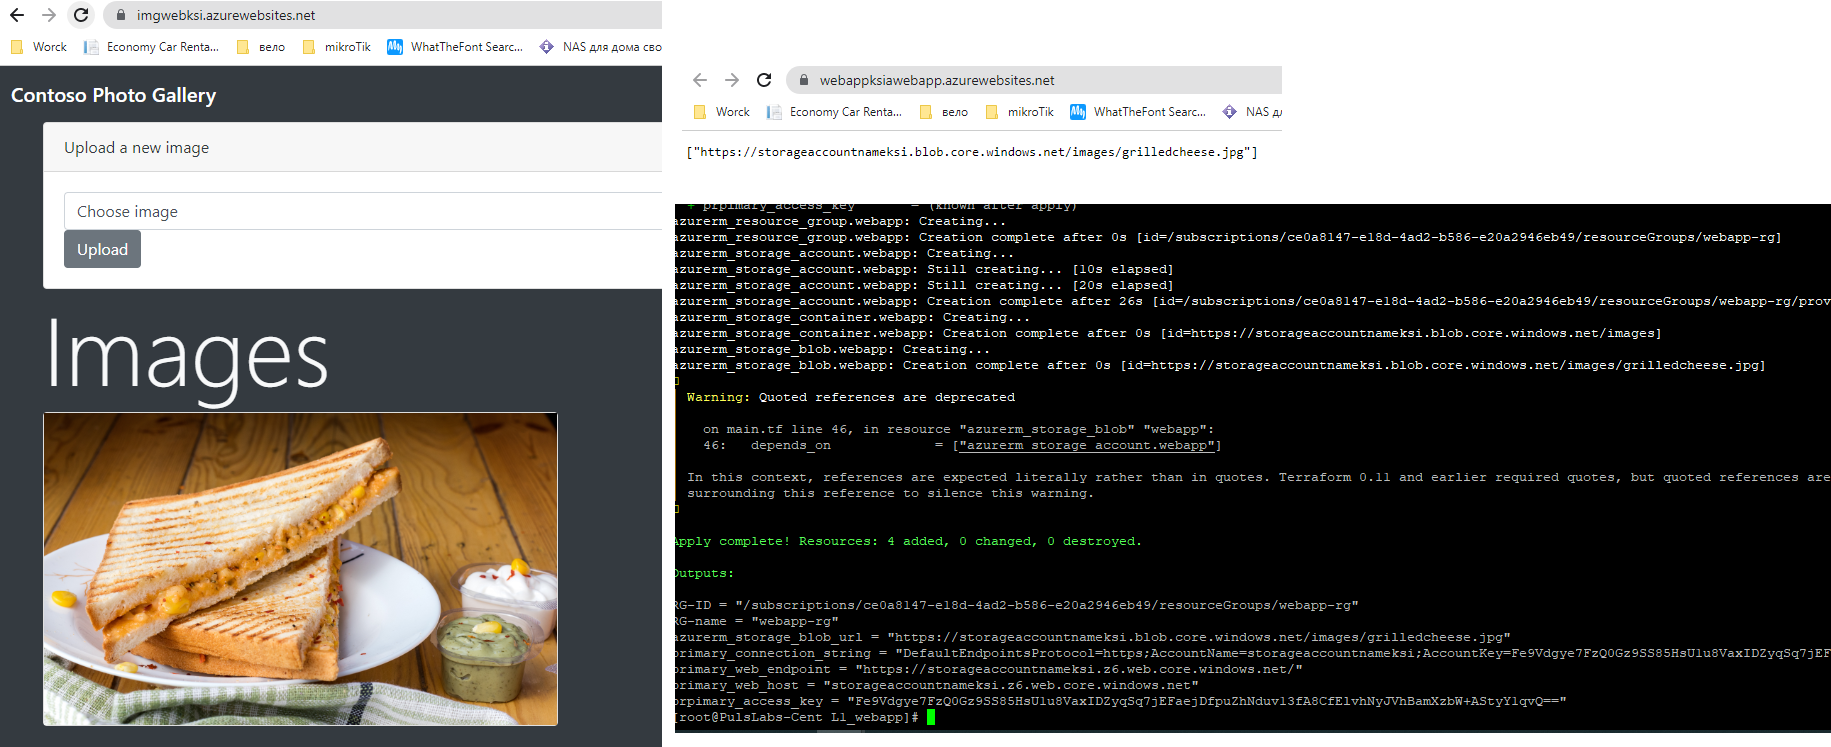 imgwebksi.azurewebsites.net
Worck Economy Car Renta... вело mikroTik WhatTheFont Searc... NAS для дома сво
Contoso Photo Gallery
Upload a new image
Choose image
Upload
Images
webappksiawebapp.azurewebsites.net
Worck Economy Car Renta... вело mikroTik WhatTheFont Searc... NAS дл
["https://storageaccountnameksi.blob.core.windows.net/images/grilledcheese.jpg"]
+ prpimary_access_key = (known after apply)
azurerm_resource_group.webapp: Creating...
azurerm_resource_group.webapp: Creation complete after 0s [id=/subscriptions/ce0a8147-e18d-4ad2-b586-e20a2946eb49/resourceGroups/webapp-rg]
azurerm_storage_account.webapp: Creating...
azurerm_storage_account.webapp: Still creating... [10s elapsed]
azurerm_storage_account.webapp: Still creating... [20s elapsed]
azurerm_storage_account.webapp: Creation complete after 26s [id=/subscriptions/ce0a8147-e18d-4ad2-b586-e20a2946eb49/resourceGroups/webapp-rg/prov
azurerm_storage_container.webapp: Creating...
azurerm_storage_container.webapp: Creation complete after 0s [id=https://storageaccountnameksi.blob.core.windows.net/images]
azurerm_storage_blob.webapp: Creating...
azurerm_storage_blob.webapp: Creation complete after 0s [id=https://storageaccountnameksi.blob.core.windows.net/images/grilledcheese.jpg]
Warning: Quoted references are deprecated
on main.tf line 46, in resource "azurerm_storage_blob" "webapp":
46: depends_on = ["azurerm_storage_account.webapp"]
In this context, references are expected literally rather than in quotes. Terraform 0.11 and earlier required quotes, but quoted references are
surrounding this reference to silence this warning.
Apply complete! Resources: 4 added, 0 changed, 0 destroyed.
Outputs:
RG-ID = "/subscriptions/ce0a8147-e18d-4ad2-b586-e20a2946eb49/resourceGroups/webapp-rg"
RG-name = "webapp-rg"
azurerm_storage_blob_url = "https://storageaccountnameksi.blob.core.windows.net/images/grilledcheese.jpg"
primary_connection_string = "DefaultEndpointsProtocol=https;AccountName=storageaccountnameksi;AccountKey=Fe9Vdgye7FzQ0Gz9SS85HsUlu8VaxIDZyqSq7jEF
primary_web_endpoint = "https://storageaccountnameksi.z6.web.core.windows.net/"
primary_web_host = "storageaccountnameksi.z6.web.core.windows.net"
prpimary_access_key = "Fe9Vdgye7FzQ0Gz9SS85HsUlu8VaxIDZyqSq7jEFaejDfpuZhNduvl3fA8CfElvhNyJVhBamXzbW+AStyYlqvQ=="
[root@PulsLabs-Cent L1_webapp]#